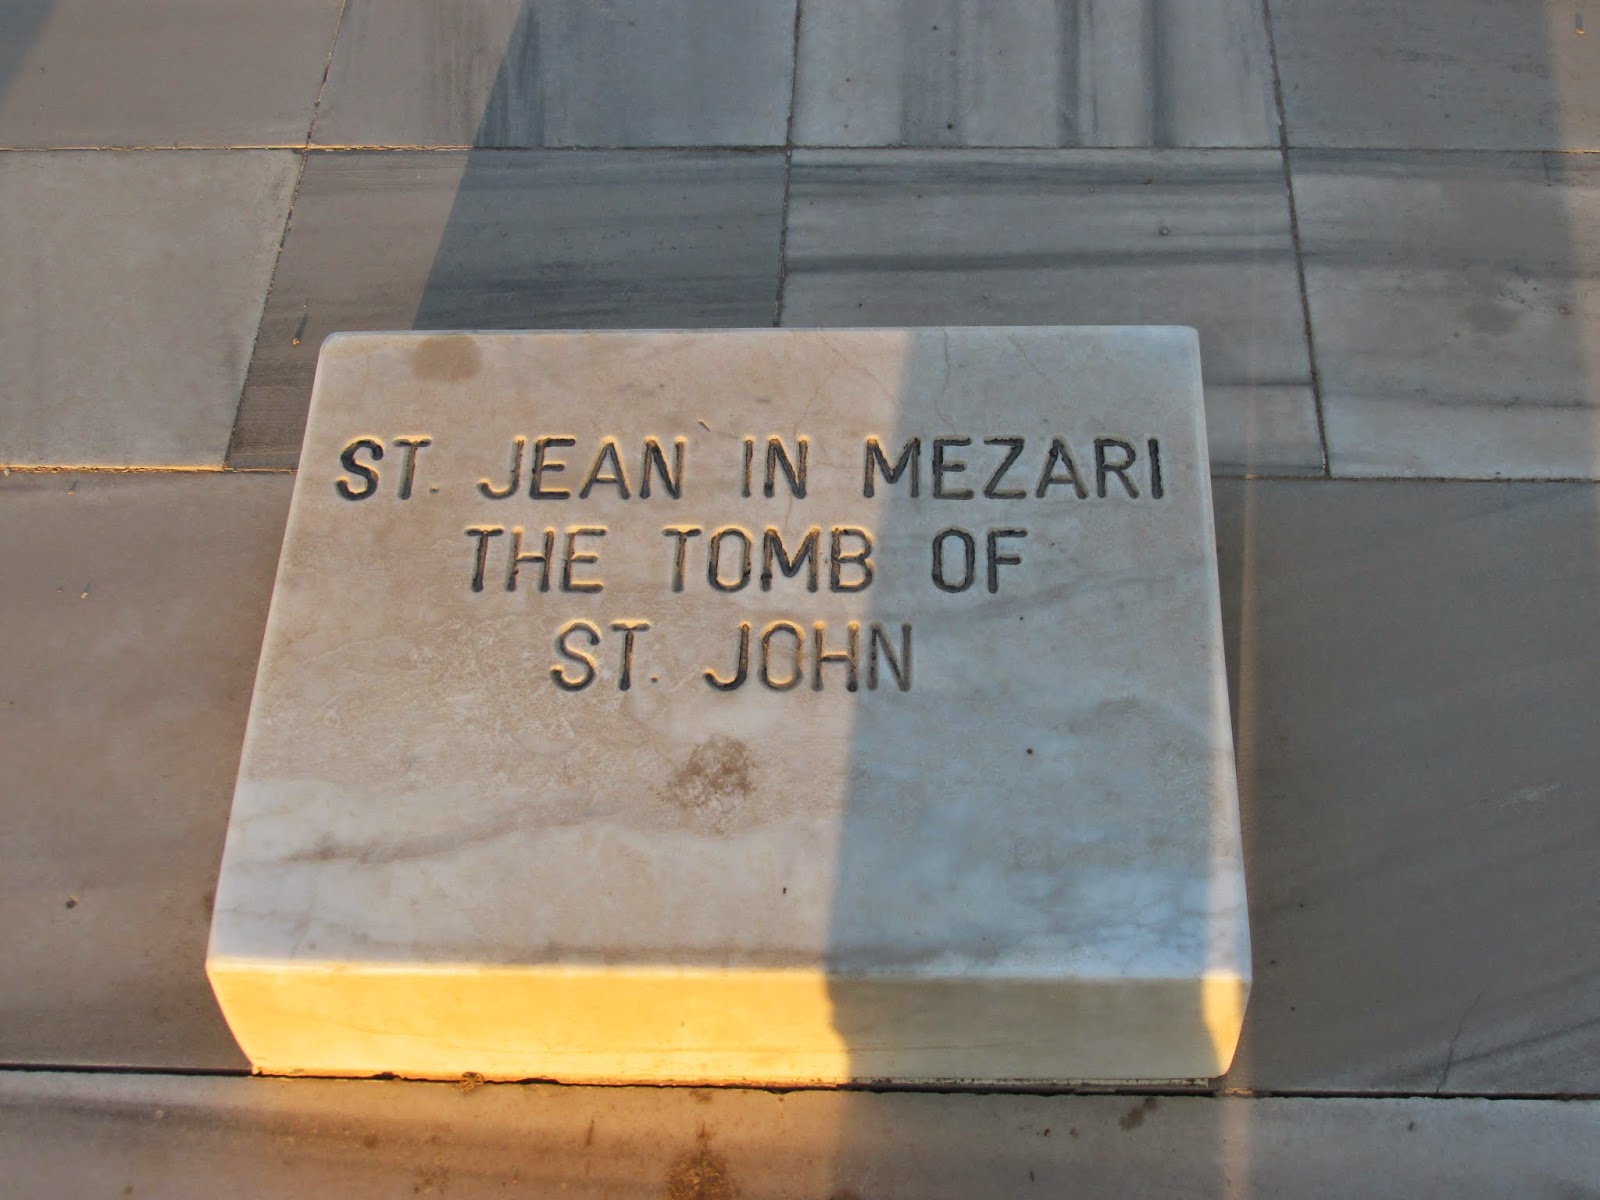 ST. JEAN IN MEZARI
THE TOMB OF
ST. JOHN